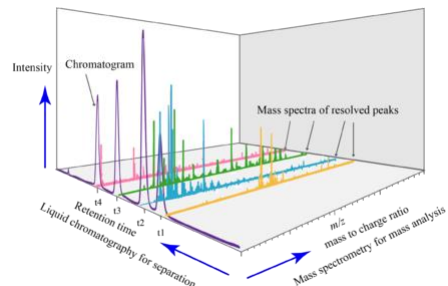 Intensity
Chromatogram
Mass spectra of resolved peaks
t4
t3
t2
t1
Retention time
Liquid chromatography for separation
m/z
mass to charge ratio
Mass spectrometry for mass analysis